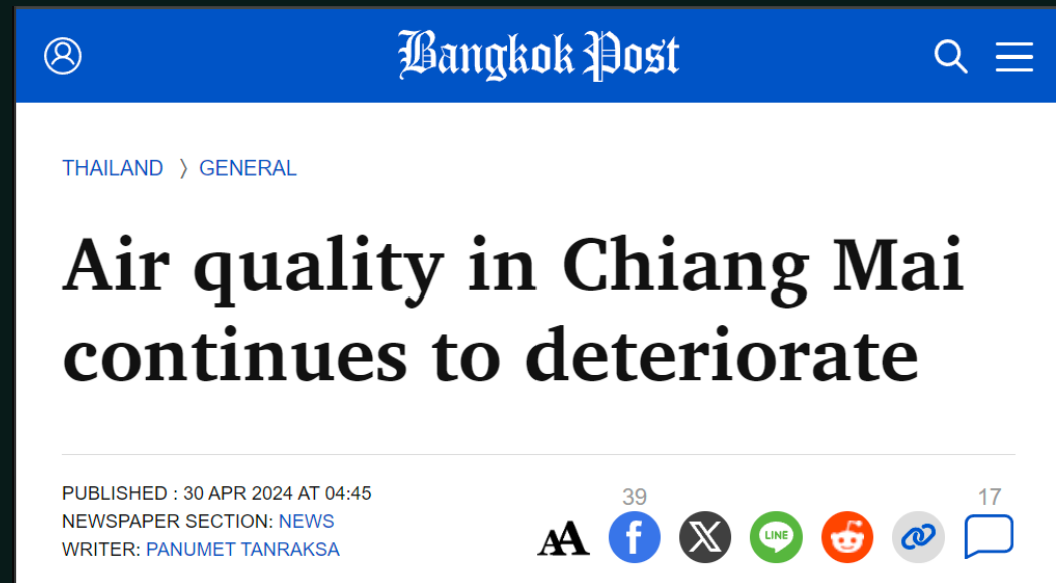 Bangkok Post
THAILAND 〉 GENERAL
Air quality in Chiang Mai
continues to deteriorate
PUBLISHED : 30 APR 2024 AT 04:45
NEWSPAPER SECTION: NEWS
WRITER: PANUMET TANRAKSA
39
17
AA
f
X
LINE